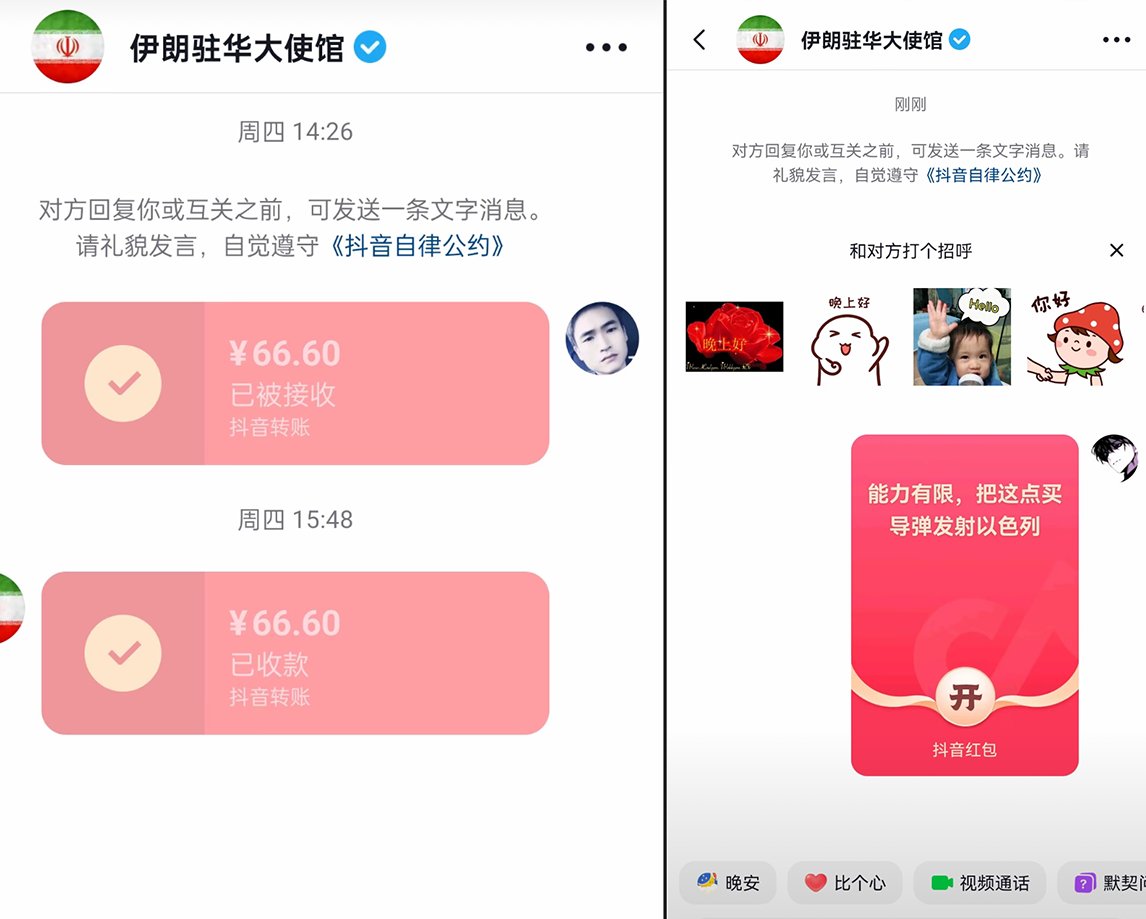 伊朗驻华大使馆
周四 14:26
对方回复你或互关之前，可发送一条文字消息。
请礼貌发言，自觉遵守《抖音自律公约》
¥66.60
已被接收
抖音转账
周四 15:48
¥66.60
已收款
抖音转账
伊朗驻华大使馆
刚刚
对方回复你或互关之前，可发送一条文字消息。请
礼貌发言，自觉遵守《抖音自律公约》
和对方打个招呼
晚上好
晚上好
Hello
你好
能力有限，把这点买
导弹发射以色列
开
抖音红包
晚安
比个心
视频通话
默契